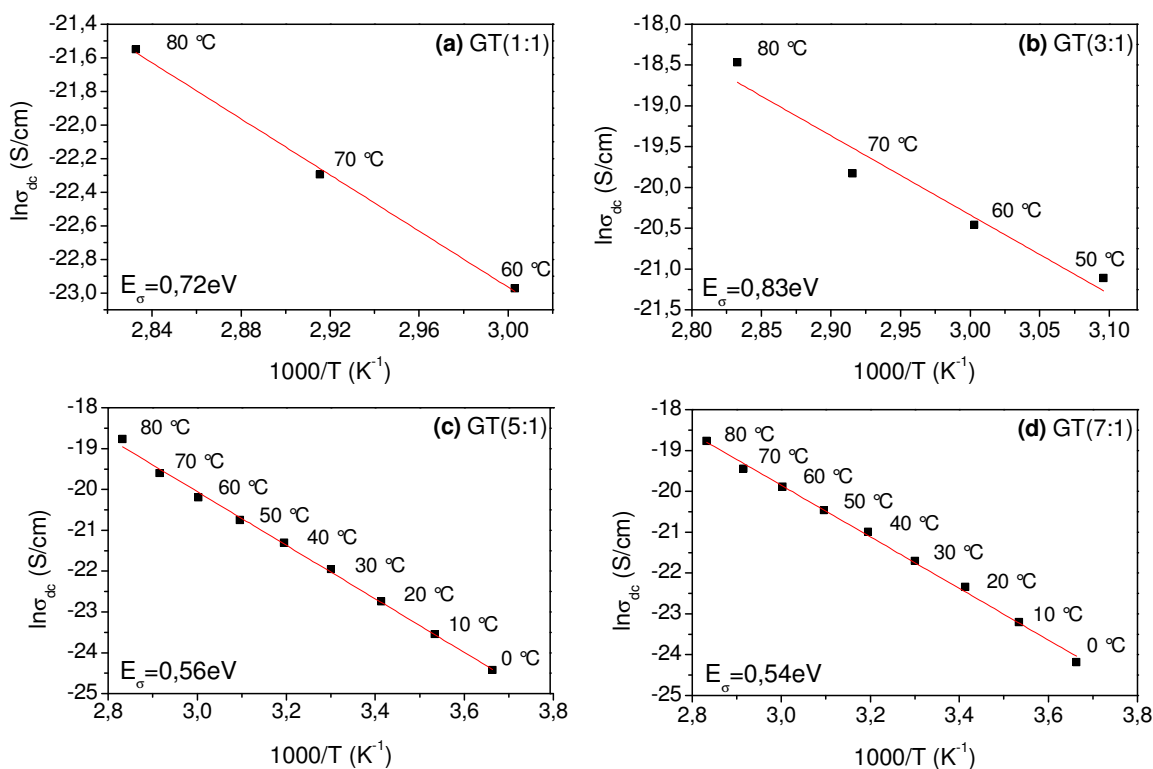 (a) GT(1:1)
-21,4
-21,6
-21,8
-22,0
-22,2
-22,4
-22,6
-22,8
-23,0
lnσdc (S/cm)
80 °C
70 °C
60 °C
Eσ=0,72eV
2,84 2,88 2,92 2,96 3,00
1000/T (K-1)
(b) GT(3:1)
-18,0
-18,5
-19,0
-19,5
-20,0
-20,5
-21,0
-21,5
lnσdc (S/cm)
80 °C
70 °C
60 °C
50 °C
Eσ=0,83eV
2,80 2,85 2,90 2,95 3,00 3,05 3,10
1000/T (K-1)
(c) GT(5:1)
-18
-19
-20
-21
-22
-23
-24
-25
lnσdc (S/cm)
80 °C
70 °C
60 °C
50 °C
40 °C
30 °C
20 °C
10 °C
0 °C
Eσ=0,56eV
2,8 3,0 3,2 3,4 3,6 3,8
1000/T (K-1)
(d) GT(7:1)
-18
-19
-20
-21
-22
-23
-24
-25
lnσdc (S/cm)
80 °C
70 °C
60 °C
50 °C
40 °C
30 °C
20 °C
10 °C
0 °C
Eσ=0,54eV
2,8 3,0 3,2 3,4 3,6 3,8
1000/T (K-1)